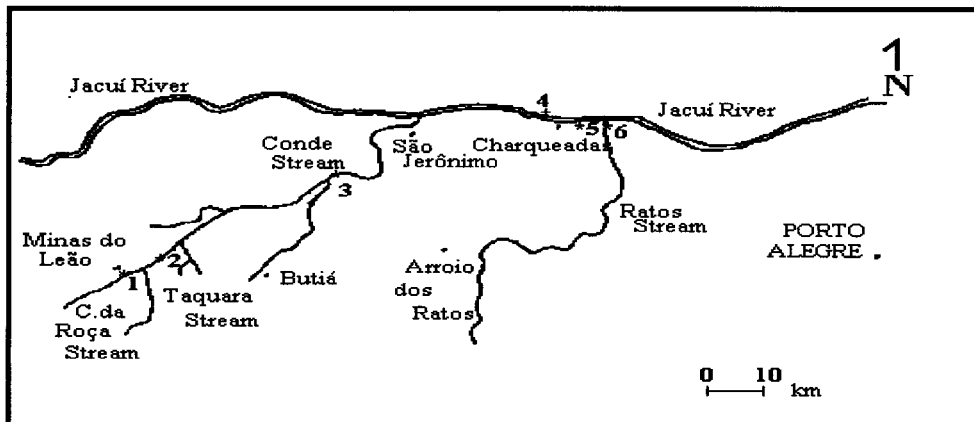 1
N
Jacuí River
4
Jacuí River
5
6
Conde
Stream
São
Jerônimo
Charqueadas
3
Ratos
Stream
Minas do
Leão
1
2
Butiá
Arroio
dos
Ratos
PORTO
ALEGRE
C.da
Roça
Stream
Taquara
Stream
0 10
km